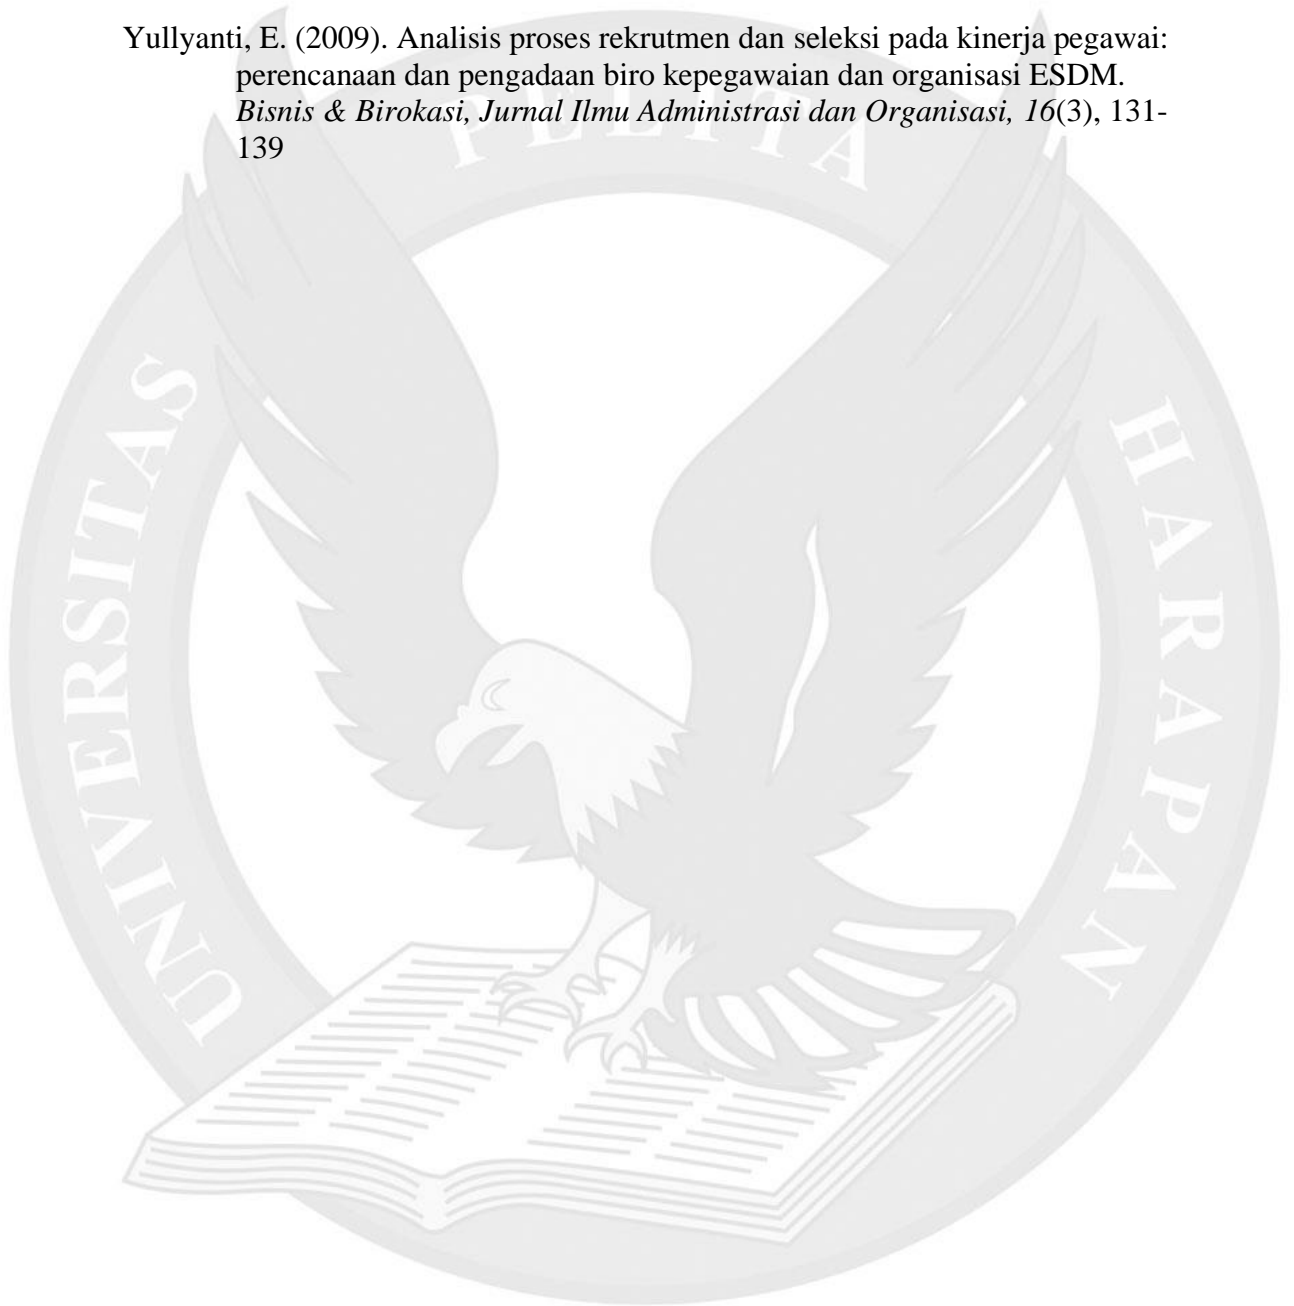 Yullyanti, E. (2009). Analisis proses rekrutmen dan seleksi pada kinerja pegawai:
perencanaan dan pengadaan biro kepegawaian dan organisasi ESDM.
Bisnis & Birokasi, Jurnal Ilmu Administrasi dan Organisasi, 16(3), 131-
139
UNIVERSITAS PELITA HARAPAN